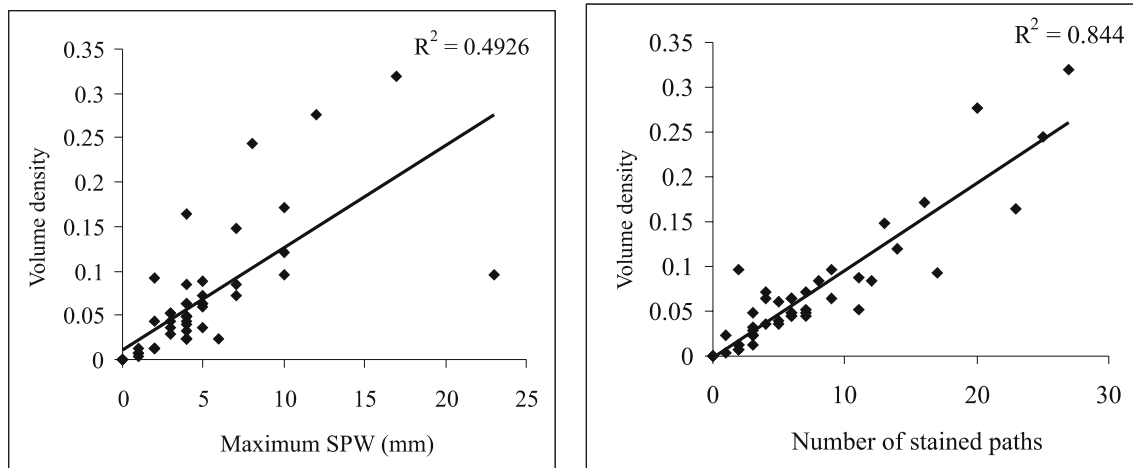 R² = 0.4926
0.35
0.3
0.25
0.2
0.15
0.1
0.05
0
Volume density
0 5 10 15 20 25
Maximum SPW (mm)
R² = 0.844
0.35
0.3
0.25
0.2
0.15
0.1
0.05
0
Volume density
0 10 20 30
Number of stained paths